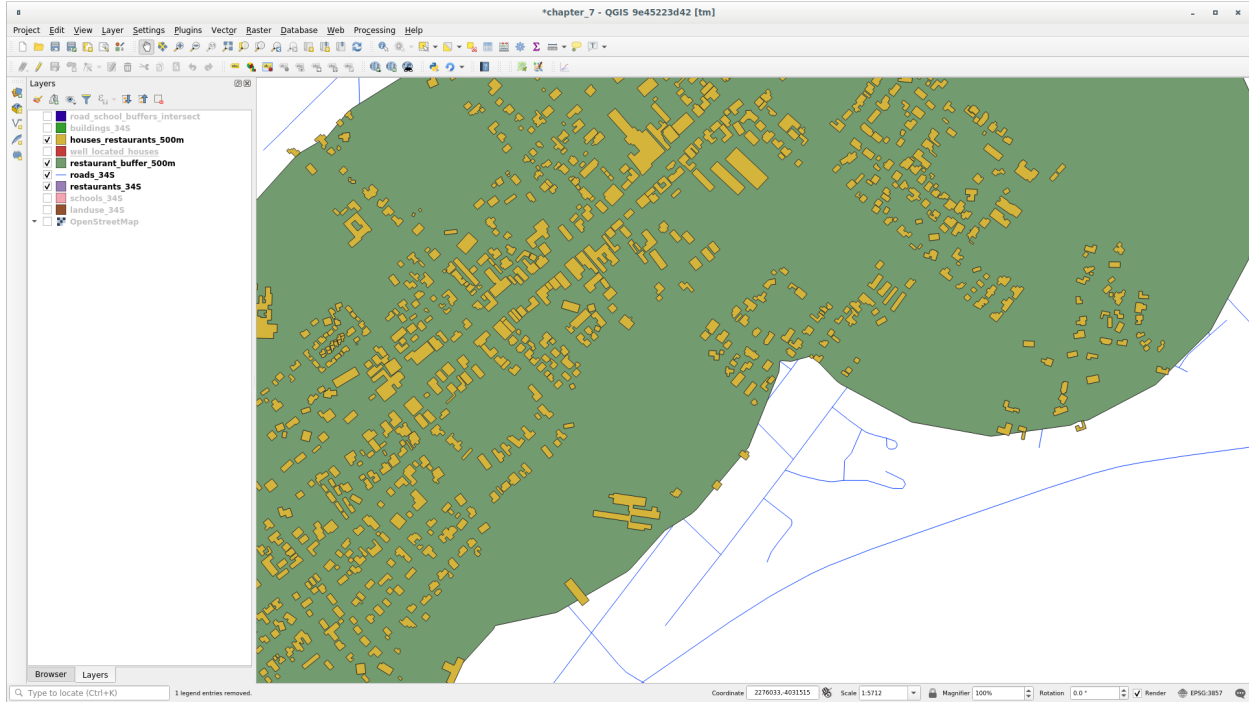 *chapter_7 - QGIS 9e45223d42 [tm]
Project Edit View Layer Settings Plugins Vector Raster Database Web Processing Help
Layers
road_school_buffers_intersect
buildings_34S
houses_restaurants_500m
well_located_houses
restaurant_buffer_500m
roads_34S
restaurants_34S
schools_34S
landuse_34S
OpenStreetMap
Browser Layers
Type to locate (Ctrl+K) 1 legend entries removed. Coordinate 2276033,-4031515 Scale 1:5712 Magnifier 100% Rotation 0.0 ° Render EPSG:3857